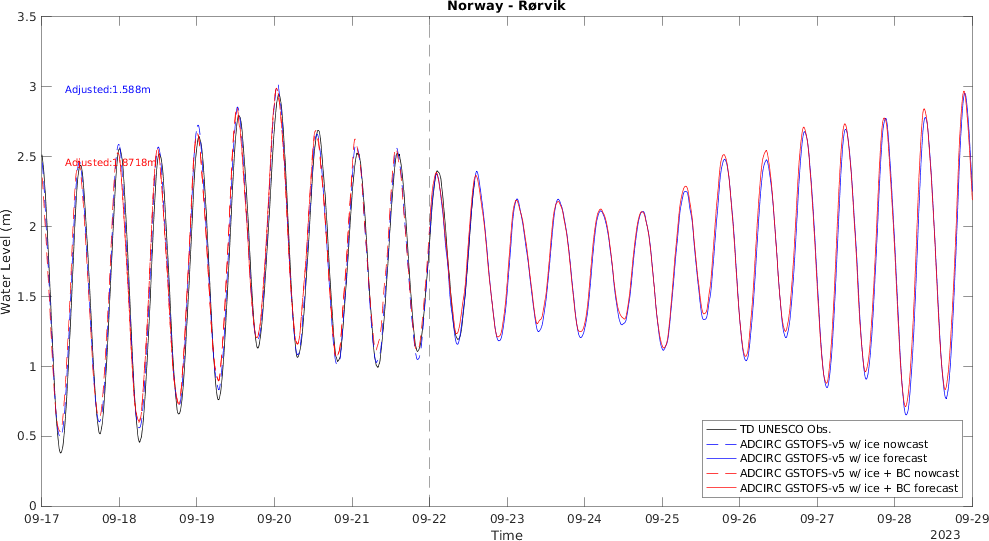 Norway - Rørvik
3.5
3
2.5
2
1.5
1
0.5
0
Water Level (m)
Adjusted:1.588m
Adjusted:1.8718m
TD UNESCO Obs.
ADCIRC GSTOFS-v5 w/ ice nowcast
ADCIRC GSTOFS-v5 w/ ice forecast
ADCIRC GSTOFS-v5 w/ ice + BC nowcast
ADCIRC GSTOFS-v5 w/ ice + BC forecast
09-17 09-18 09-19 09-20 09-21 09-22 09-23 09-24 09-25 09-26 09-27 09-28 09-29
Time
2023